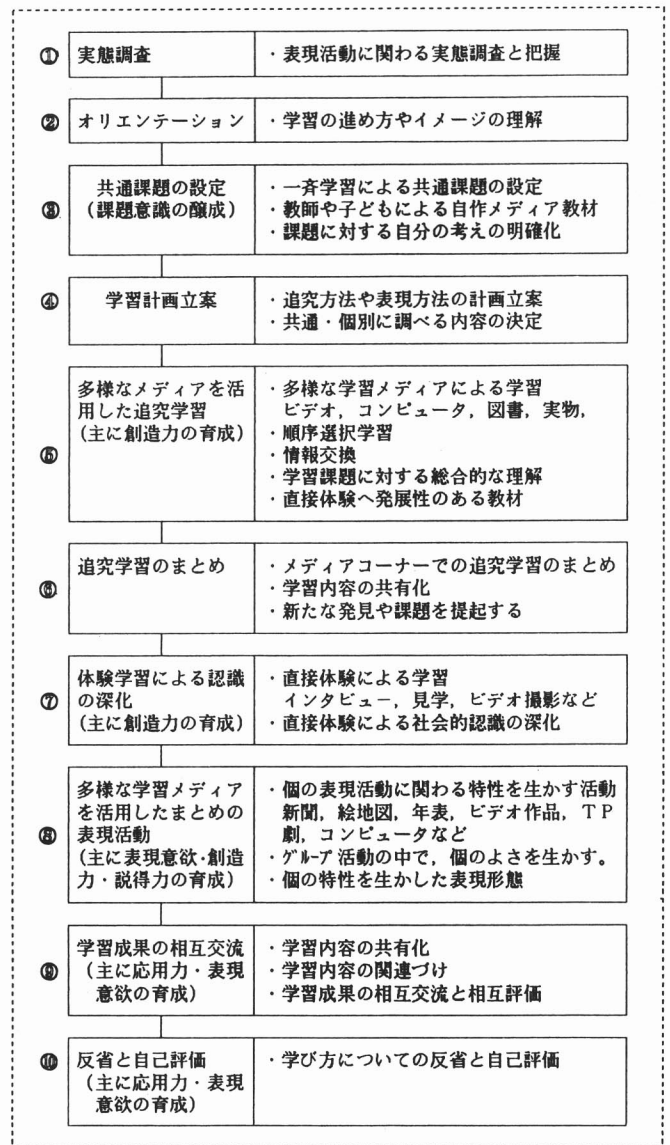 ① 実態調査 ・表現活動に関わる実態調査と把握
② オリエンテーション ・学習の進め方やイメージの理解
共通課題の設定 ・一斉学習による共通課題の設定
③ (課題意識の醸成) ・教師や子どもによる自作メディア教材
・課題に対する自分の考えの明確化
④ 学習計画立案 ・追究方法や表現方法の計画立案
・共通・個別に調べる内容の決定
多様なメディアを活 ・多様な学習メディアによる学習
用した追究学習 ビデオ，コンピュータ，図書，実物，
(主に創造力の育成) ・順序選択学習
⑤ ・情報交換
・学習課題に対する総合的な理解
・直接体験へ発展性のある教材
追究学習のまとめ ・メディアコーナーでの追究学習のまとめ
⑥ ・学習内容の共有化
・新たな発見や課題を提起する
体験学習による認識 ・直接体験による学習
⑦ の深化 インタビュー，見学，ビデオ撮影など
(主に創造力の育成) ・直接体験による社会的認識の深化
多様な学習メディア ・個の表現活動に関わる特性を生かす活動
を活用したまとめの 新聞，絵地図，年表，ビデオ作品，ＴＰ
⑧ 表現活動 劇，コンピュータなど
(主に表現意欲・創造 ・グループ活動の中で，個のよさを生かす。
力・説得力の育成) ・個の特性を生かした表現形態
学習成果の相互交流 ・学習内容の共有化
⑨ (主に応用力・表現 ・学習内容の関連づけ
意欲の育成) ・学習成果の相互交流と相互評価
⑩ 反省と自己評価 ・学び方についての反省と自己評価
(主に応用力・表現
意欲の育成)